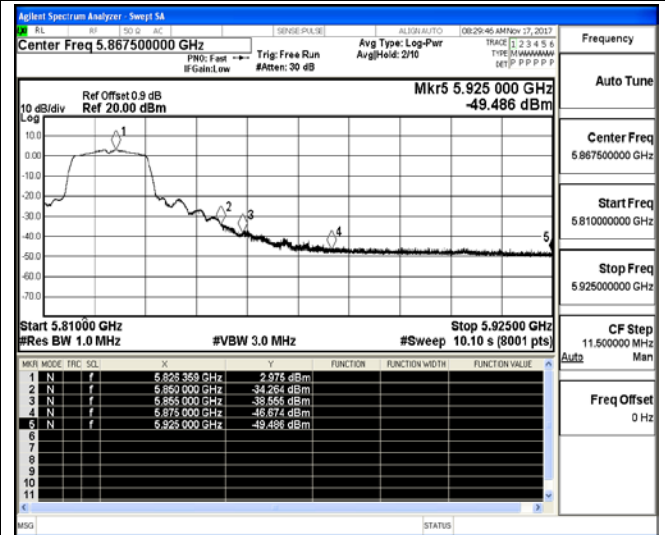 Agilent Spectrum Analyzer - Swept SA
RL RF 50 Ω AC SENSE:PULSE ALIGN AUTO 08:29:46 AM Nov 17, 2017
Center Freq 5.867500000 GHz
PNO: Fast
IFGain:Low
Trig: Free Run
#Atten: 30 dB
Avg Type: Log-Pwr
Avg|Hold: 2/10
TRACE 1 2 3 4 5 6
TYPE MWWWWW
DET P P P P P P
Frequency
Auto Tune
Center Freq
5.867500000 GHz
Start Freq
5.810000000 GHz
Stop Freq
5.925000000 GHz
CF Step
11.500000 MHz
Auto Man
Freq Offset
0 Hz
Ref Offset 0.9 dB
10 dB/div Ref 20.00 dBm
Mkr5 5.925 000 GHz
-49.486 dBm
Log
10.0
0.00
-10.0
-20.0
-30.0
-40.0
-50.0
-60.0
-70.0
1
2
3
4
5
Start 5.81000 GHz Stop 5.92500 GHz
#Res BW 1.0 MHz #VBW 3.0 MHz #Sweep 10.10 s (8001 pts)
MKR MODE TRC SCL X Y FUNCTION FUNCTION WIDTH FUNCTION VALUE
1 N f 5.826 359 GHz 2.975 dBm
2 N f 5.850 000 GHz -34.264 dBm
3 N f 5.855 000 GHz -38.555 dBm
4 N f 5.875 000 GHz -46.674 dBm
5 N f 5.925 000 GHz -49.486 dBm
6
7
8
9
10
11
MSG STATUS